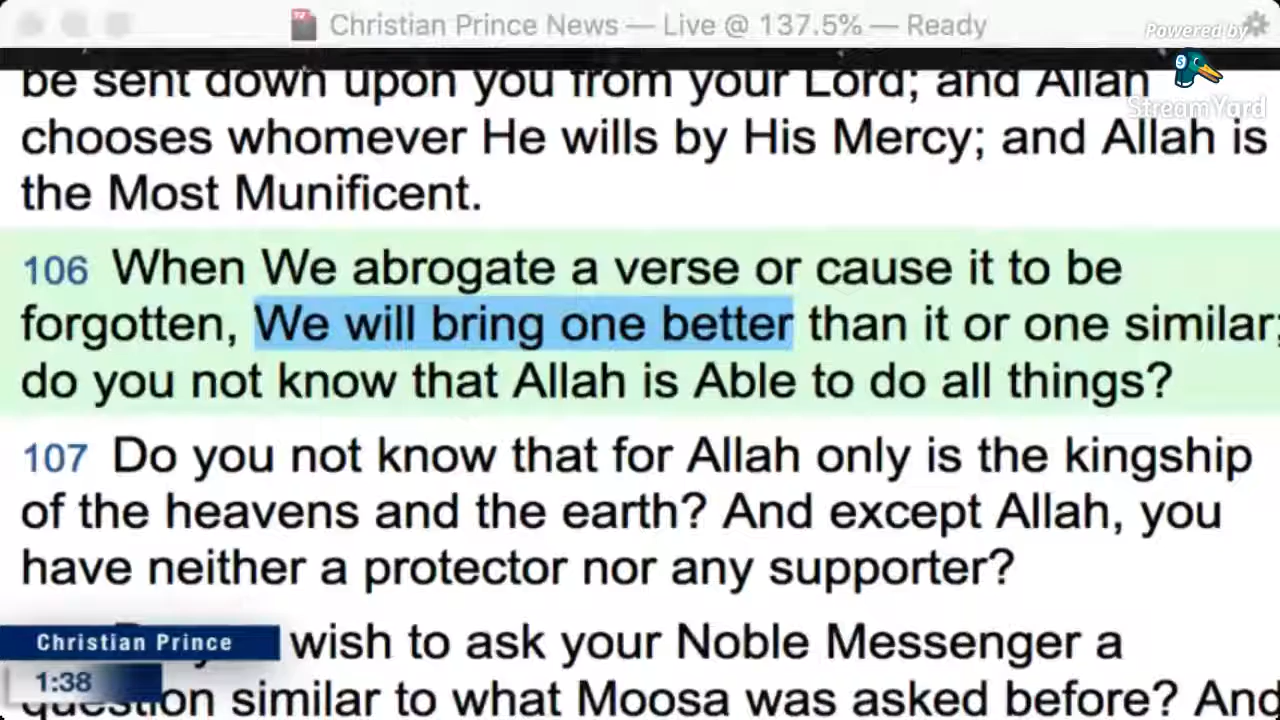 Christian Prince News — Live @ 137.5% — Ready
Powered by
StreamYard
be sent down upon you from your Lord; and Allah
chooses whomever He wills by His Mercy; and Allah is
the Most Munificent.
106 When We abrogate a verse or cause it to be
forgotten, We will bring one better than it or one similar;
do you not know that Allah is Able to do all things?
107 Do you not know that for Allah only is the kingship
of the heavens and the earth? And except Allah, you
have neither a protector nor any supporter?
wish to ask your Noble Messenger a
question similar to what Moosa was asked before? And
Christian Prince
1:38